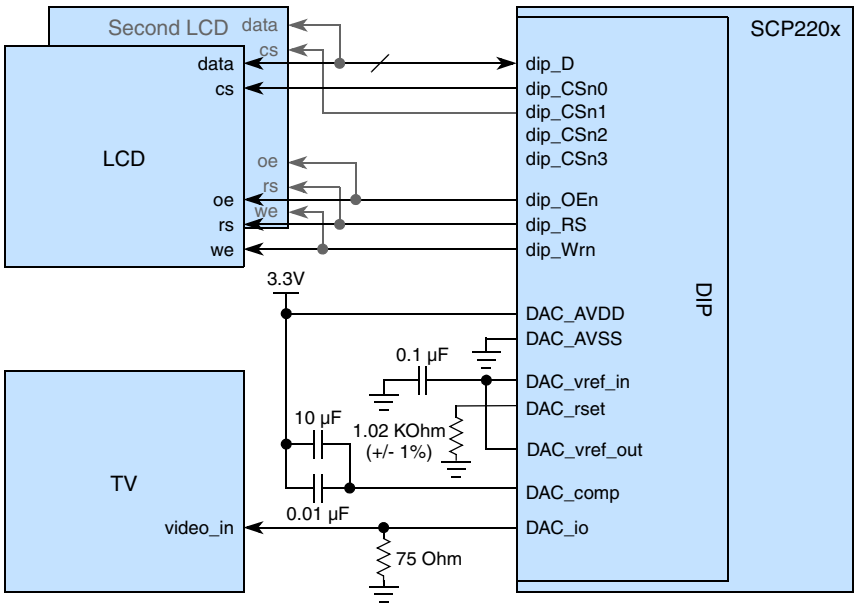 Second LCD
data
cs
oe
rs
we
LCD
data
cs
oe
rs
we
SCP220x
DIP
dip_D
dip_CSn0
dip_CSn1
dip_CSn2
dip_CSn3
dip_OEn
dip_RS
dip_Wrn
DAC_AVDD
DAC_AVSS
DAC_vref_in
DAC_rset
DAC_vref_out
DAC_comp
DAC_io
3.3V
0.1 µF
10 µF
1.02 KOhm
(+/- 1%)
0.01 µF
TV
video_in
75 Ohm